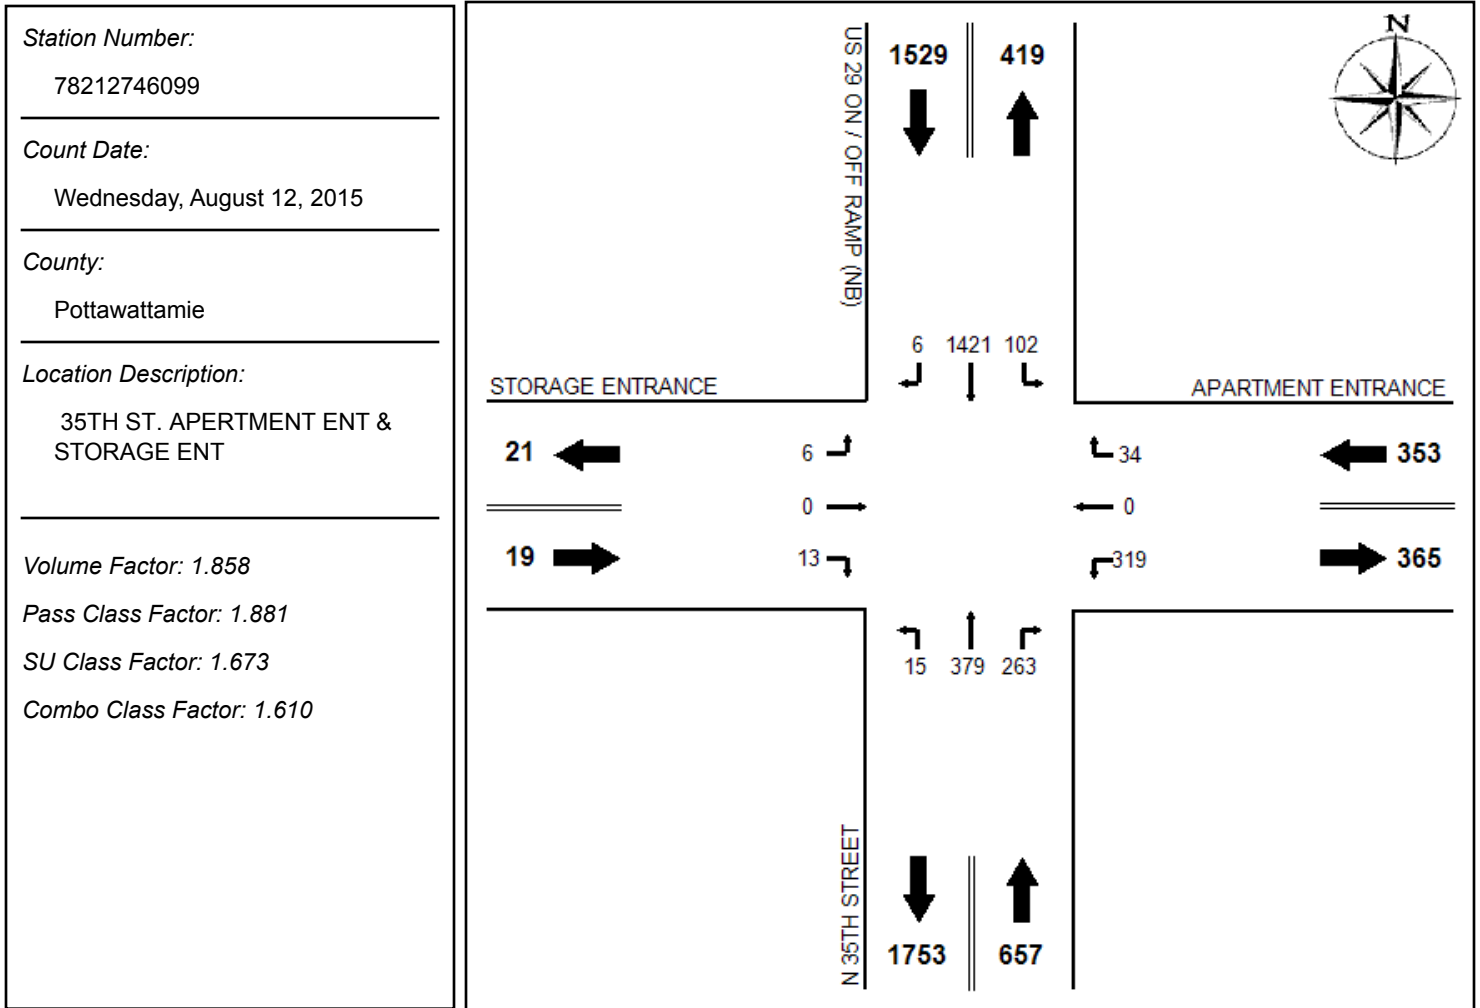 Station Number:
78212746099
Count Date:
Wednesday, August 12, 2015
County:
Pottawattamie
Location Description:
35TH ST. APERTMENT ENT &
STORAGE ENT
Volume Factor: 1.858
Pass Class Factor: 1.881
SU Class Factor: 1.673
Combo Class Factor: 1.610
N
US 29 ON / OFF RAMP (NB)
1529 419
6 1421 102
STORAGE ENTRANCE
APARTMENT ENTRANCE
21 6 34 353
0 0
19 13 319 365
15 379 263
N 35TH STREET
1753 657